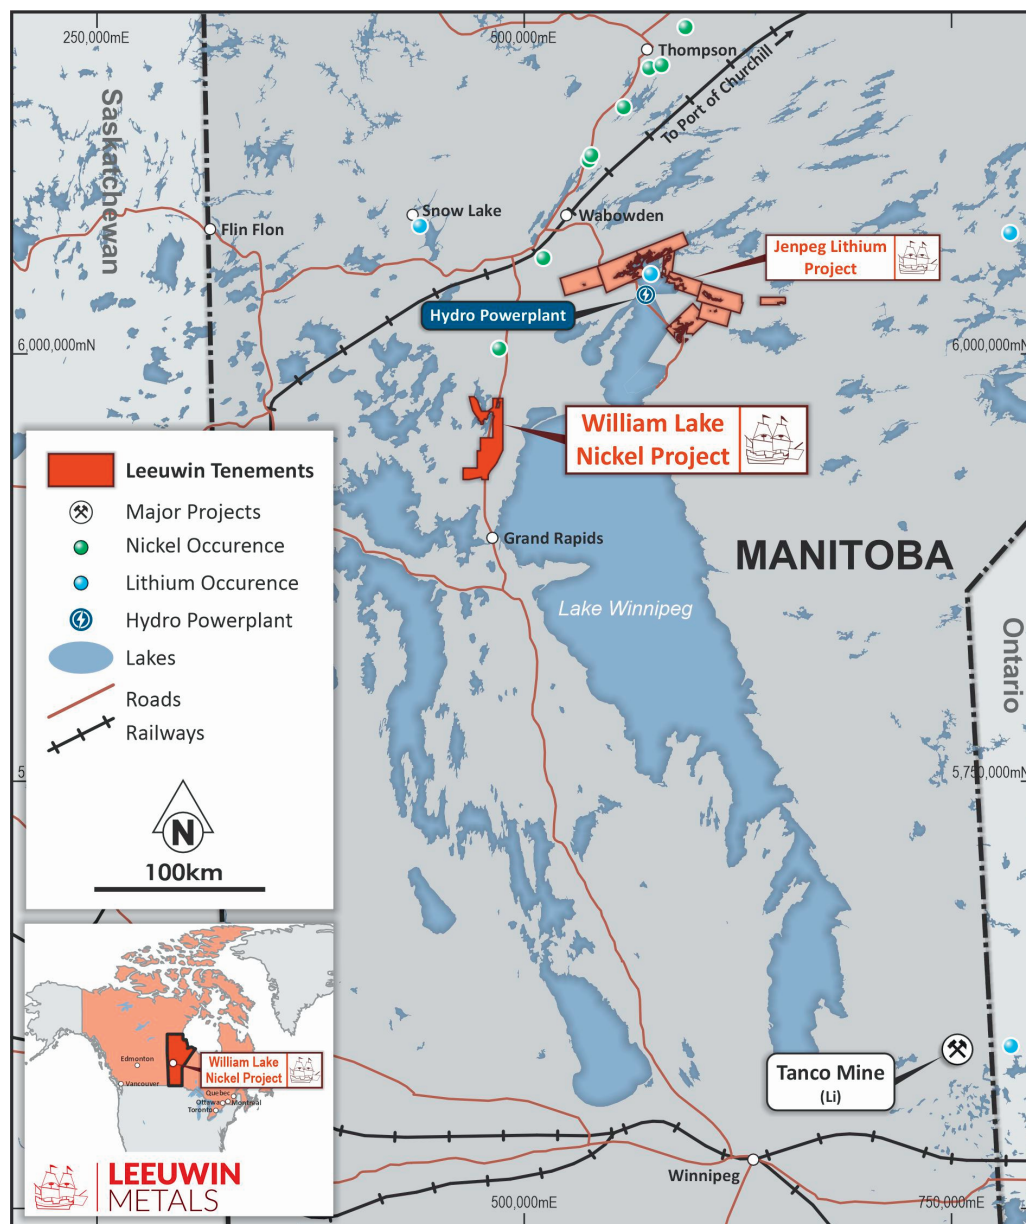 250,000mE
500,000mE
Thompson
To Port of Churchill
Saskatchewan
Snow Lake
Wabowden
Flin Flon
Jenpeg Lithium
Project
Hydro Powerplant
6,000,000mN
6,000,000mN
William Lake
Nickel Project
Leeuwin Tenements
Major Projects
Nickel Occurence
Lithium Occurence
Hydro Powerplant
Lakes
Roads
Railways
N
100km
Grand Rapids
MANITOBA
Lake Winnipeg
Ontario
5,750,000mN
Edmonton
Vancouver
William Lake
Nickel Project
Quebec
Ottawa
Montreal
Toronto
Tanco Mine
(Li)
LEEUWIN
METALS
Winnipeg
500,000mE
750,000mE